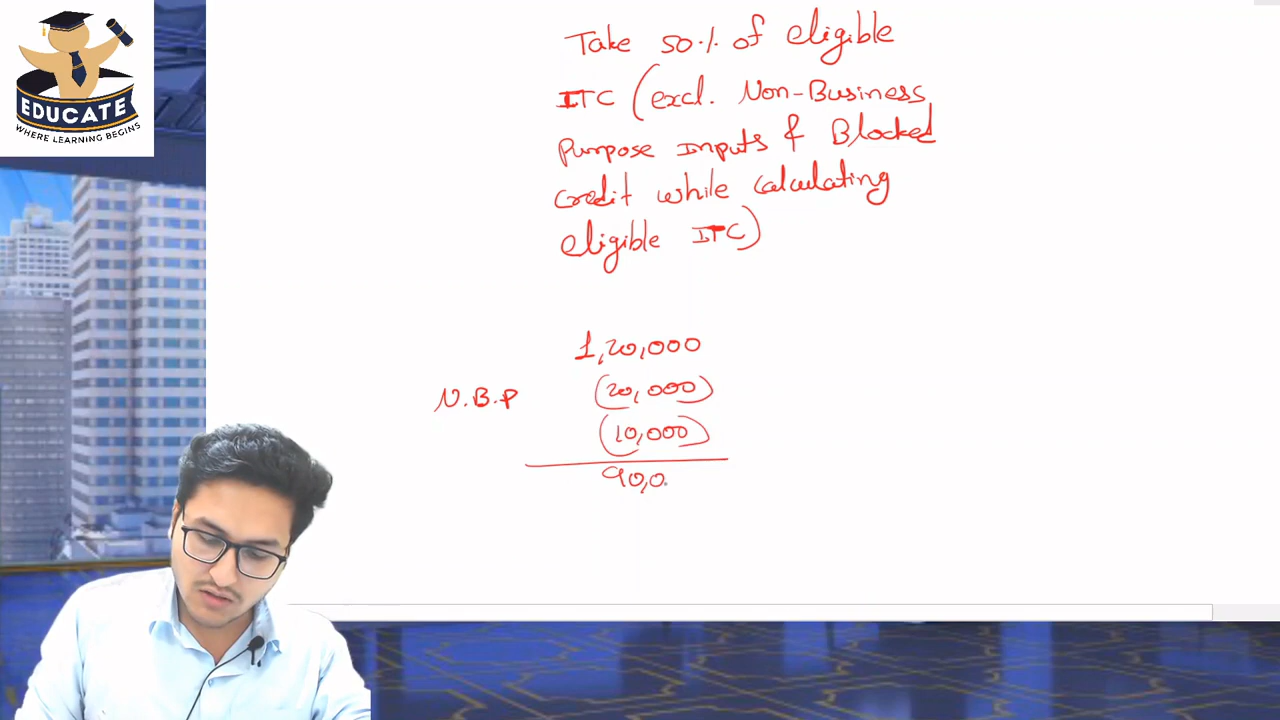 EDUCATE
WHERE LEARNING BEGINS
Take 50% of eligible
ITC (excl. Non-Business
Purpose Inputs & Blocked
credit while calculating
eligible ITC)
1,20,000
N.B.P (20,000)
(10,000)
90,0